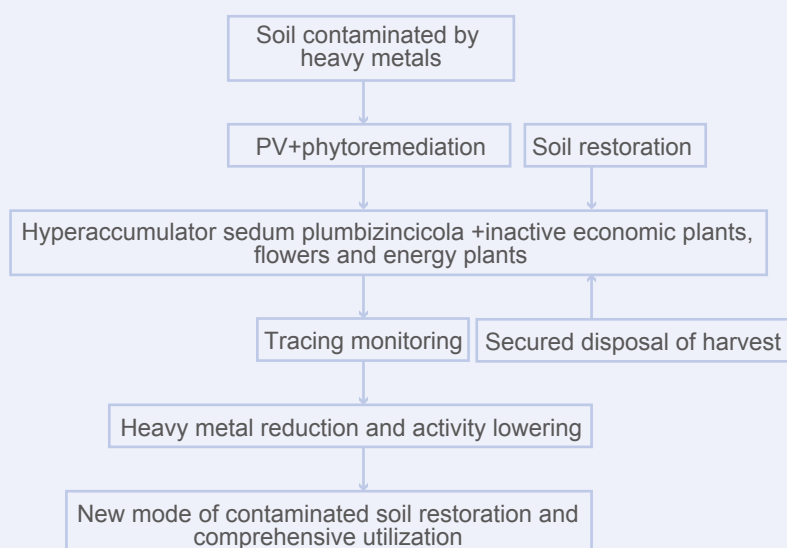 Soil contaminated by
heavy metals
PV+phytoremediation
Soil restoration
Hyperaccumulator sedum plumbizincicola +inactive economic plants,
flowers and energy plants
Tracing monitoring
Secured disposal of harvest
Heavy metal reduction and activity lowering
New mode of contaminated soil restoration and
comprehensive utilization